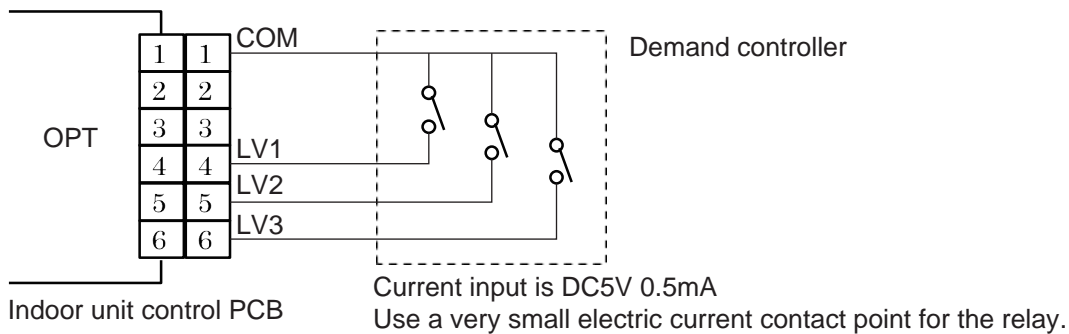 COM
Demand controller
1 1
2 2
OPT
3 3
LV1
4 4
LV2
5 5
LV3
6 6
Indoor unit control PCB
Current input is DC5V 0.5mA
Use a very small electric current contact point for the relay.